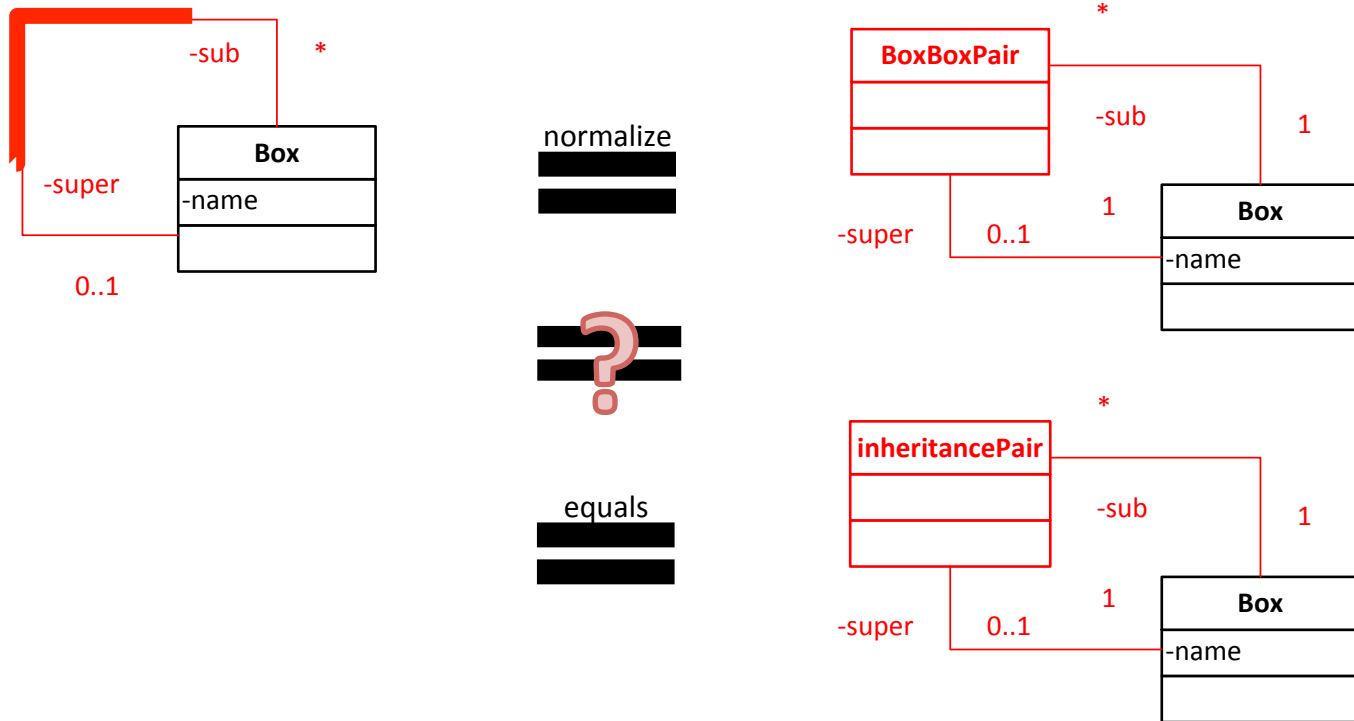 -sub *
Box
-name
-super
0..1
normalize
?
equals
*
BoxBoxPair
-sub
1
-super
0..1
1
Box
-name
*
inheritancePair
-sub
1
-super
0..1
1
Box
-name